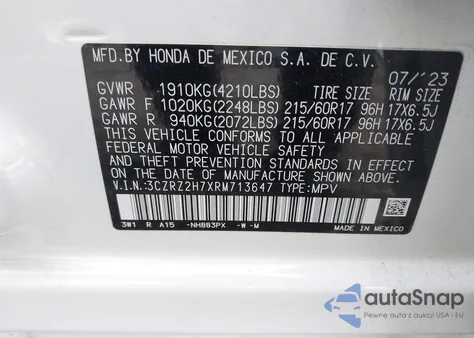 MFD.BY HONDA DE MEXICO S.A. DE C.V.
07/'23
GVWR 1910KG(4210LBS) TIRE SIZE RIM SIZE
GAWR F 1020KG(2248LBS) 215/60R17 96H 17X6.5J
GAWR R 940KG(2072LBS) 215/60R17 96H 17X6.5J
THIS VEHICLE CONFORMS TO ALL APPLICABLE
FEDERAL MOTOR VEHICLE SAFETY BUMPER,
AND THEFT PREVENTION STANDARDS IN EFFECT
ON THE DATE OF MANUFACTURE SHOWN ABOVE.
V.I.N:3CZRZ2H7XRM713647 TYPE:MPV
3W1 R A15 -NH883PX -W -M
MADE IN MEXICO
autoSnap
Pewne auta z aukcji USA i EU